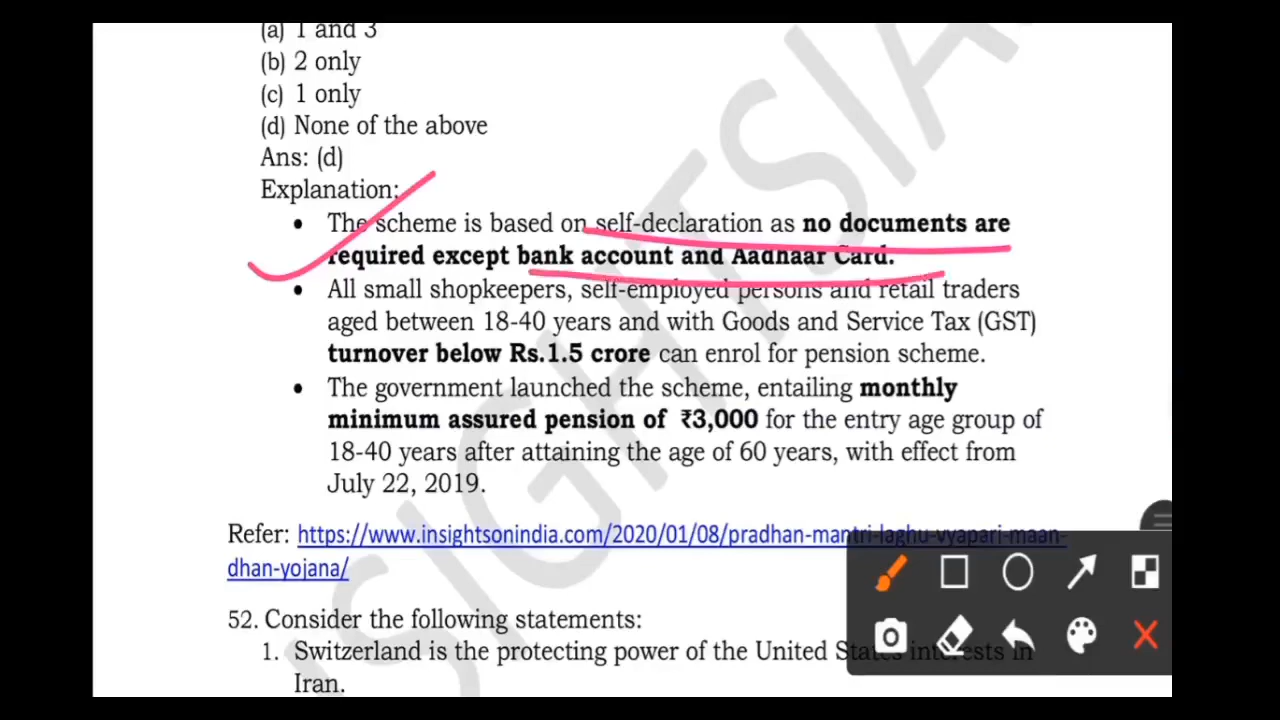 (a) 1 and 3
(b) 2 only
(c) 1 only
(d) None of the above
Ans: (d)
Explanation:
• The scheme is based on self-declaration as no documents are
required except bank account and Aadhaar Card.
• All small shopkeepers, self-employed persons and retail traders
aged between 18-40 years and with Goods and Service Tax (GST)
turnover below Rs.1.5 crore can enrol for pension scheme.
• The government launched the scheme, entailing monthly
minimum assured pension of ₹3,000 for the entry age group of
18-40 years after attaining the age of 60 years, with effect from
July 22, 2019.
Refer: https://www.insightsonindia.com/2020/01/08/pradhan-mantri-laghu-vyapari-maan-
dhan-yojana/
52. Consider the following statements:
1. Switzerland is the protecting power of the United States interests in
Iran.
INSIGHTSIA